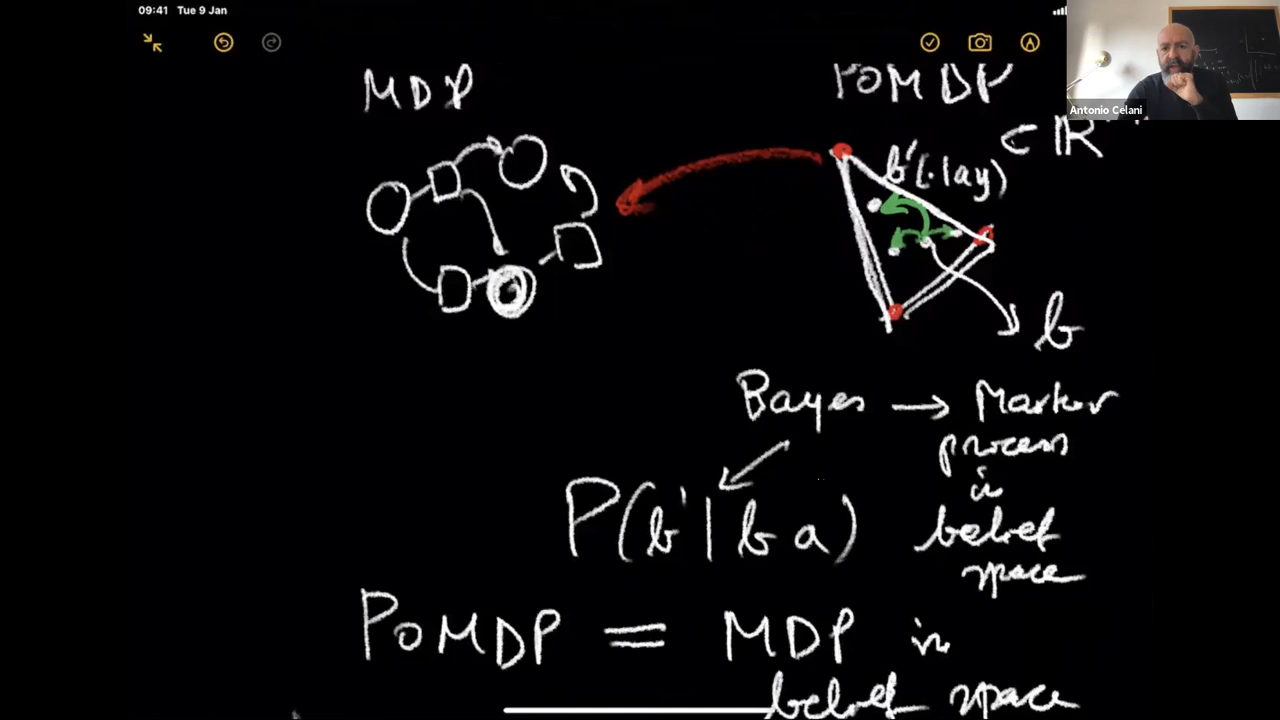 09:41 Tue 9 Jan
Antonio Celani
MDP
POMDP
⊂ ℝ
b'(·|ay)
b
Bayes → Markov
process
in
belief
space
P(b'|b a)
POMDP = MDP in
belief space